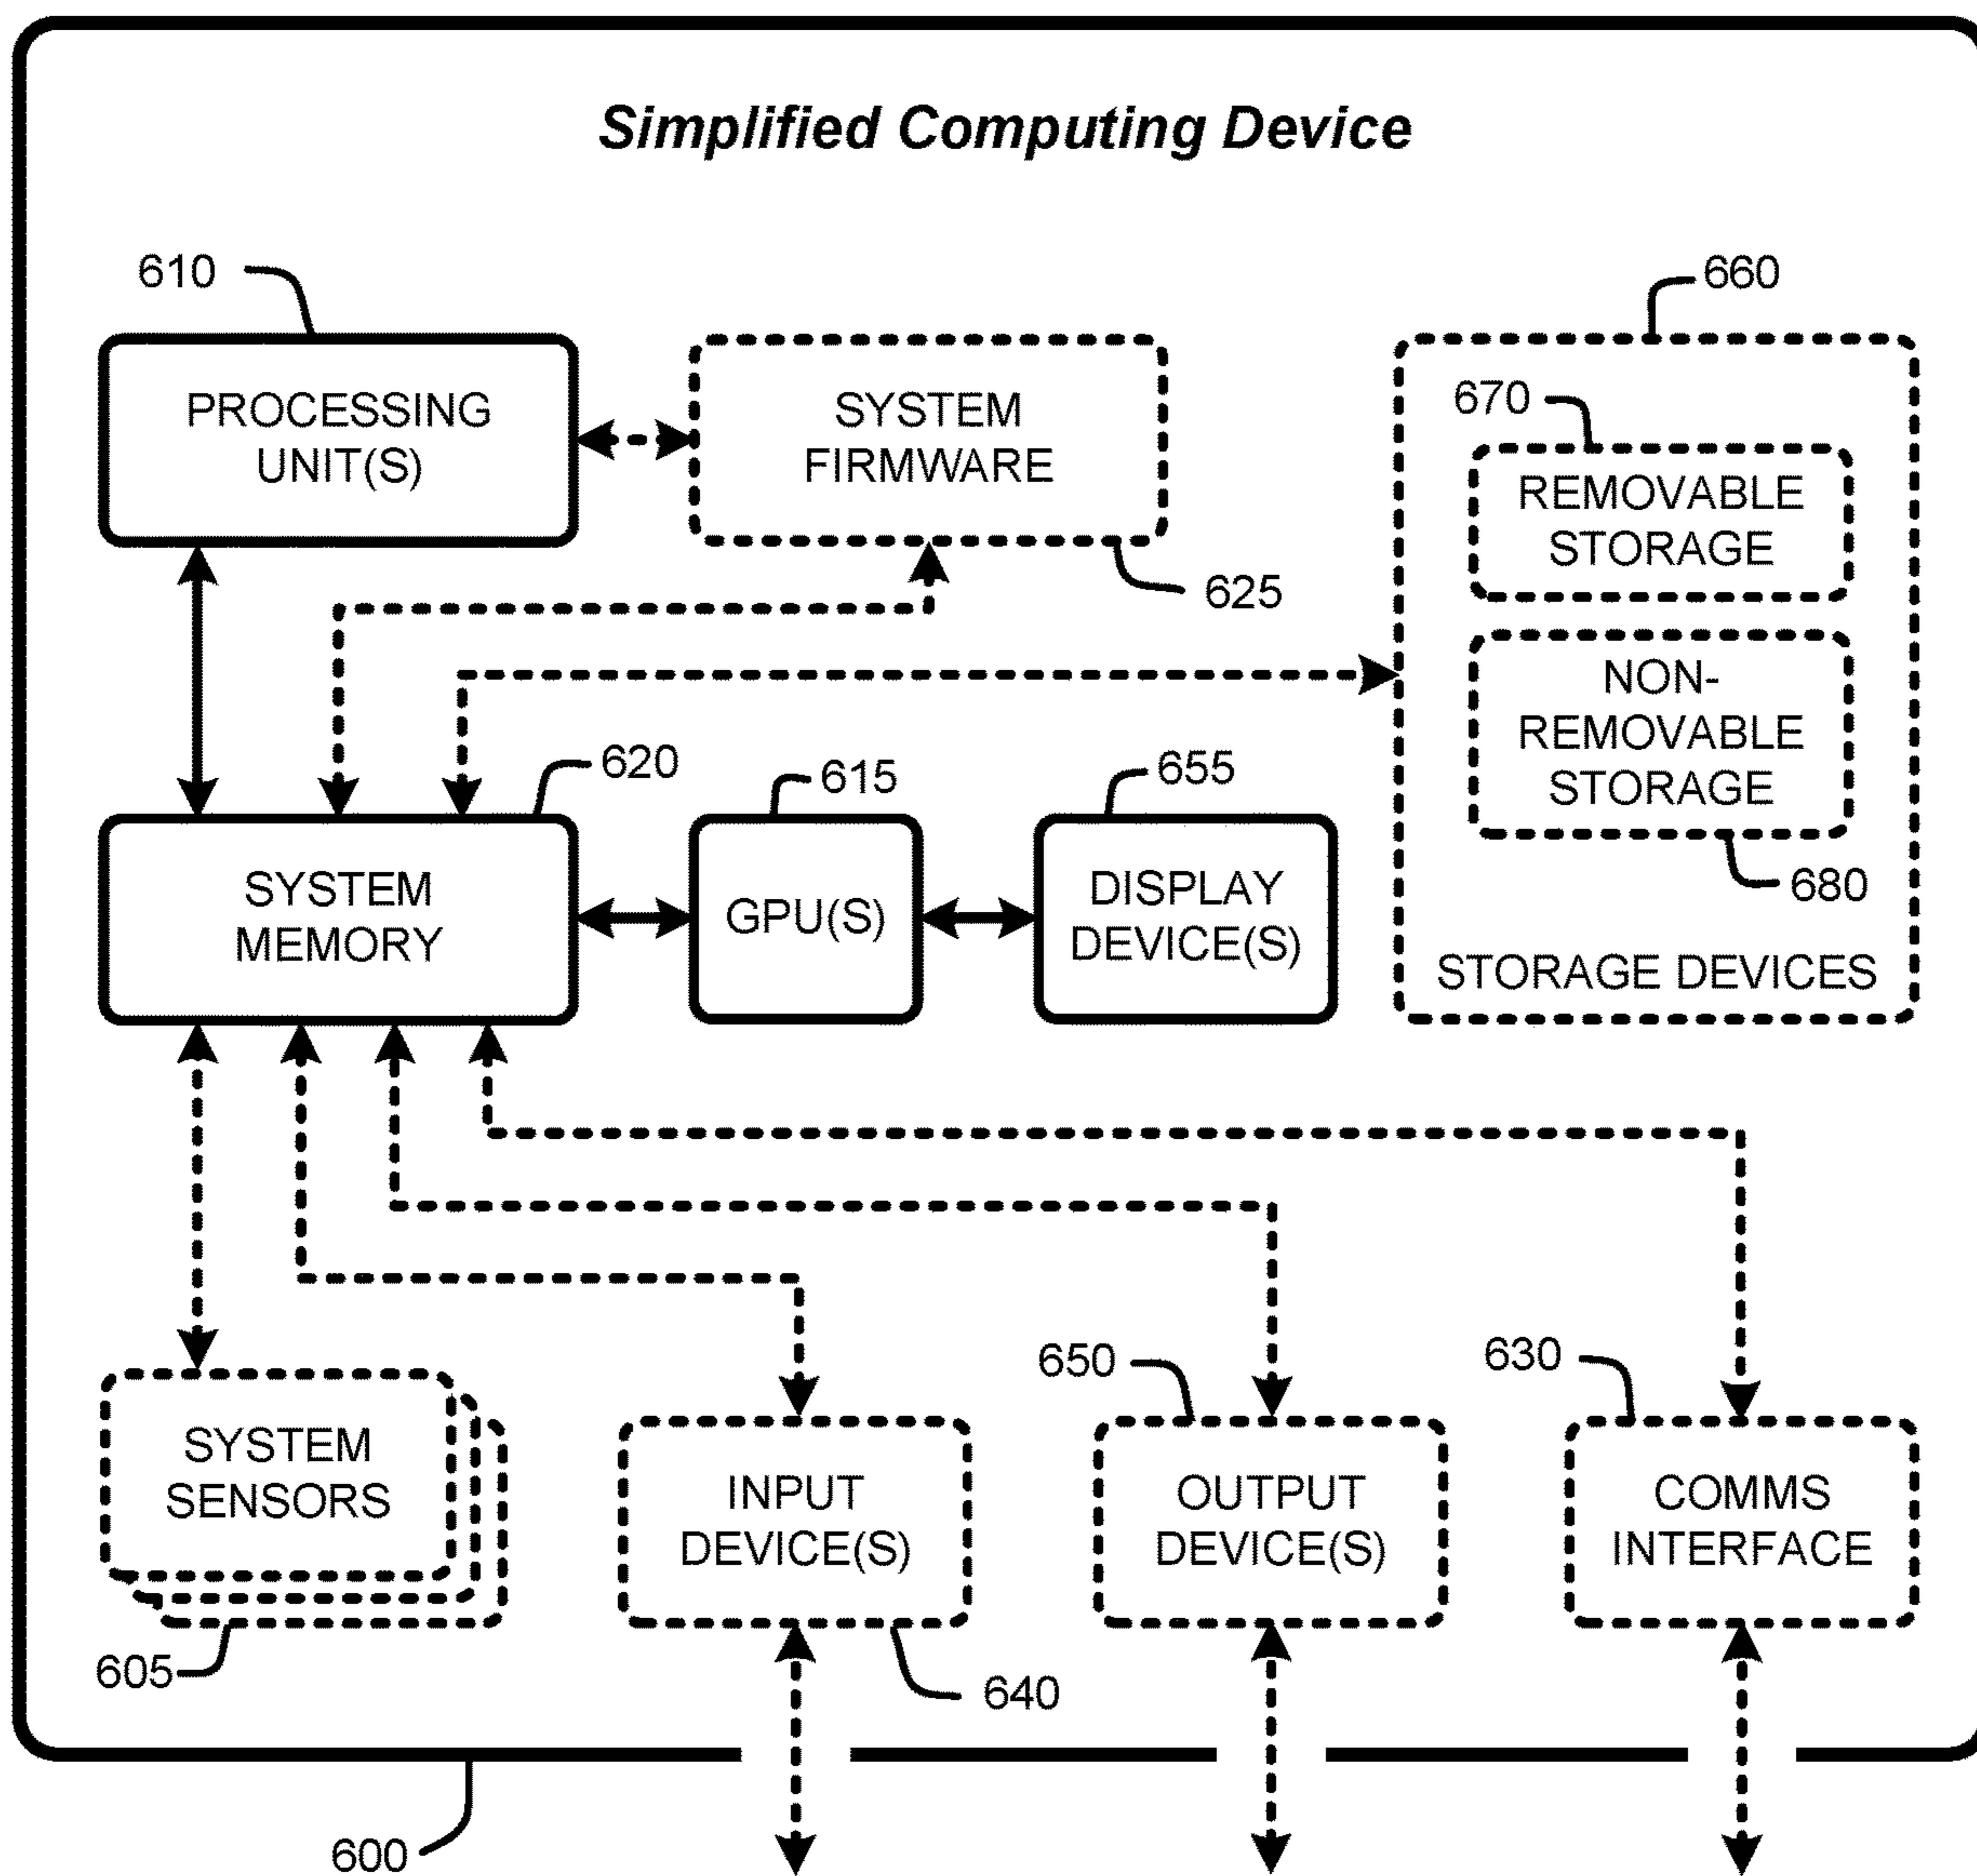 Simplified Computing Device
610
660
PROCESSING
UNIT(S)
SYSTEM
FIRMWARE
670
REMOVABLE
STORAGE
625
NON-
REMOVABLE
STORAGE
620
615
655
680
SYSTEM
MEMORY
GPU(S)
DISPLAY
DEVICE(S)
STORAGE DEVICES
650
630
SYSTEM
SENSORS
INPUT
DEVICE(S)
OUTPUT
DEVICE(S)
COMMS
INTERFACE
605
640
600